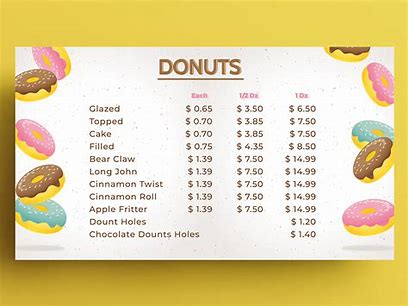 DONUTS
Each 1/2 Dx 1 Dx
Glazed $ 0.65 $ 3.50 $ 6.50
Topped $ 0.70 $ 3.85 $ 7.50
Cake $ 0.70 $ 3.85 $ 7.50
Filled $ 0.75 $ 4.35 $ 8.50
Bear Claw $ 1.39 $ 7.50 $ 14.99
Long John $ 1.39 $ 7.50 $ 14.99
Cinnamon Twist $ 1.39 $ 7.50 $ 14.99
Cinnamon Roll $ 1.39 $ 7.50 $ 14.99
Apple Fritter $ 1.39 $ 7.50 $ 14.99
Dount Holes $ 1.20
Chocolate Dounts Holes $ 1.40